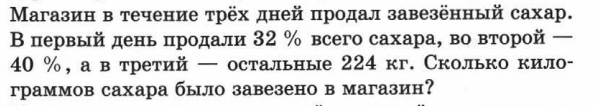 Магазин в течение трёх дней продал завезённый сахар.
В первый день продали 32 % всего сахара, во второй —
40 %, а в третий — остальные 224 кг. Сколько кило-
граммов сахара было завезено в магазин?